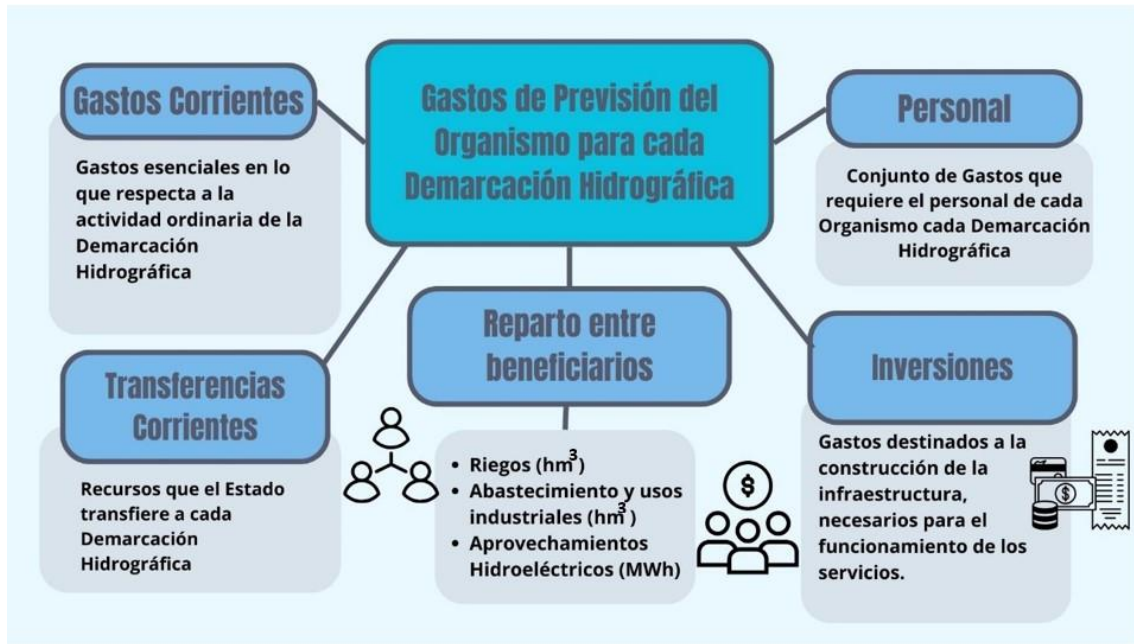 Gastos de Previsión del
Organismo para cada
Demarcación Hidrográfica
Gastos Corrientes
Gastos esenciales en lo
que respecta a la
actividad ordinaria de la
Demarcación
Hidrográfica
Personal
Conjunto de Gastos que
requiere el personal de cada
Organismo cada Demarcación
Hidrográfica
Transferencias
Corrientes
Recursos que el Estado
transfiere a cada
Demarcación
Hidrográfica
Reparto entre
beneficiarios
• Riegos (hm³)
• Abastecimiento y usos
industriales (hm³)
• Aprovechamientos
Hidroeléctricos (MWh)
Inversiones
Gastos destinados a la
construcción de la
infraestructura,
necesarios para el
funcionamiento de los
servicios.
$
$